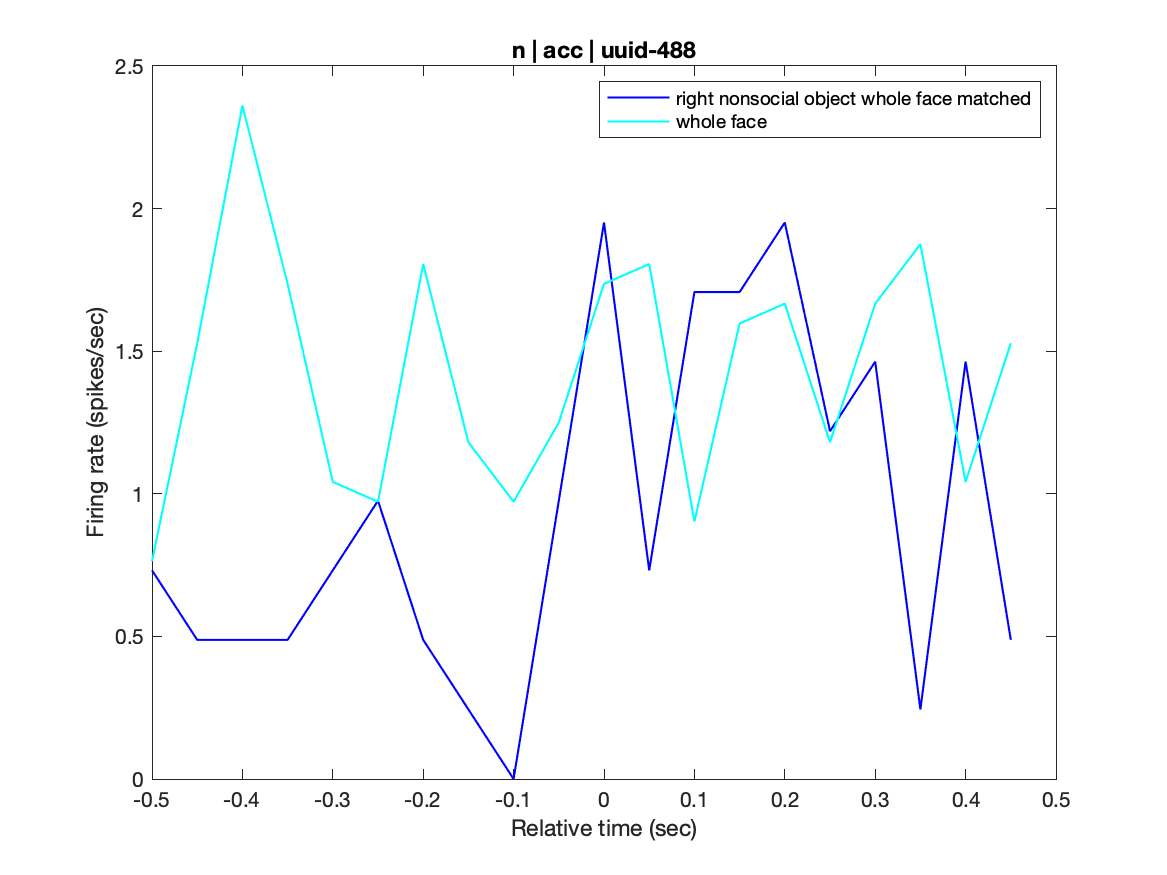 n | acc | uuid-488
right nonsocial object whole face matched
whole face
2.5
2
1.5
1
0.5
0
Firing rate (spikes/sec)
-0.5 -0.4 -0.3 -0.2 -0.1 0 0.1 0.2 0.3 0.4 0.5
Relative time (sec)